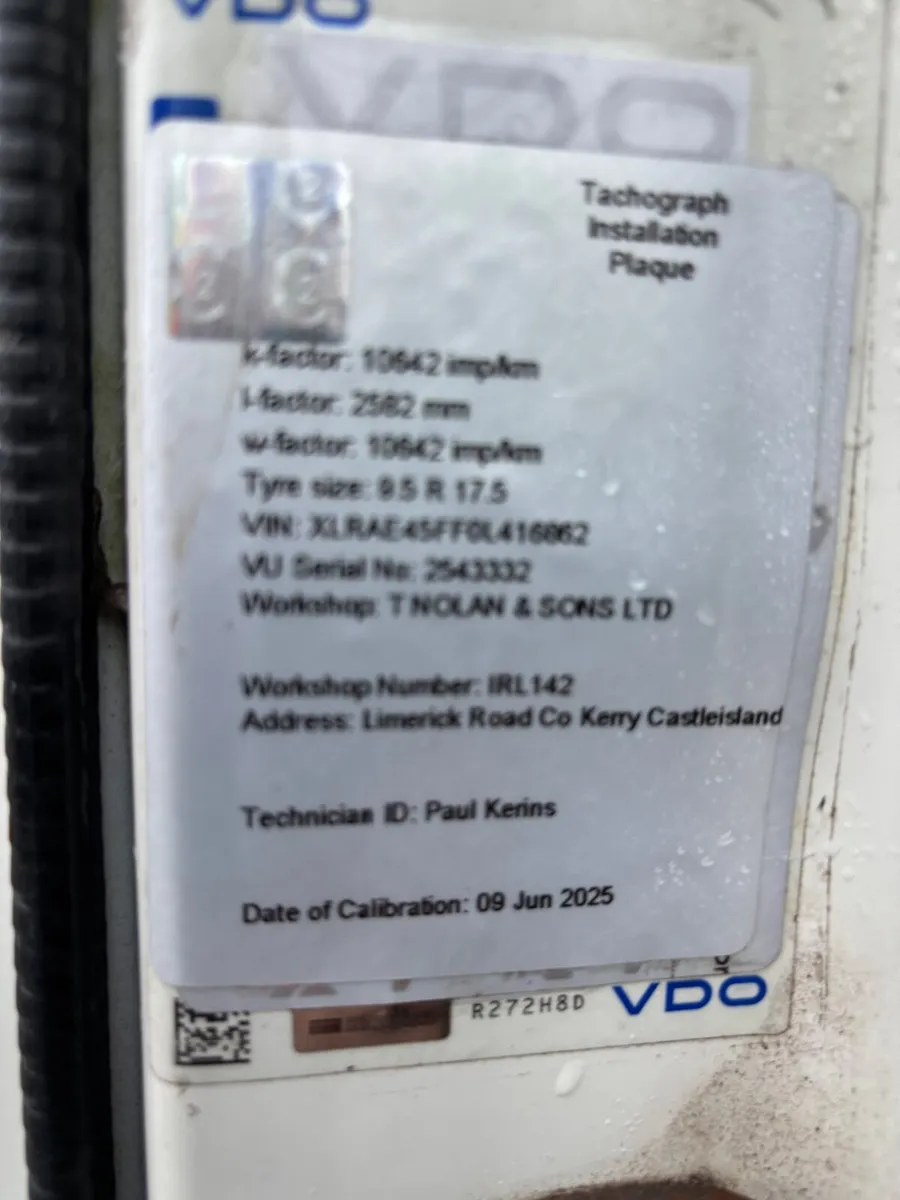 VDO
VDO
Tachograph
Installation
Plaque
k-factor: 10642 imp/km
l-factor: 2582 mm
w-factor: 10642 imp/km
Tyre size: 9.5 R 17.5
VIN: XLRAE45FF0L416862
VU Serial No: 2543332
Workshop: T NOLAN & SONS LTD
Workshop Number: IRL142
Address: Limerick Road Co Kerry Castleisland
Technician ID: Paul Kerins
Date of Calibration: 09 Jun 2025
R272H8D
VDO